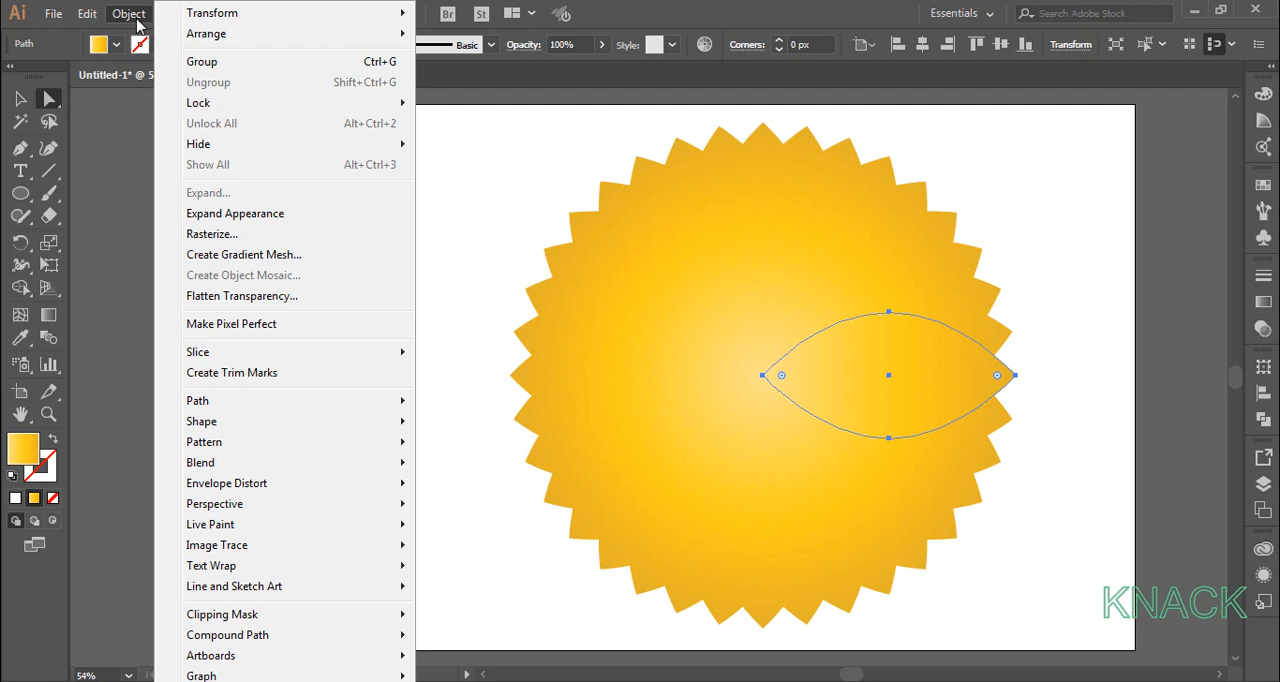 Ai File Edit Object Br St Essentials Search Adobe Stock
Path Basic Opacity: 100% Style: Corners: 0 px Transform
Untitled-1* @ 5
Transform
Arrange
Group Ctrl+G
Ungroup Shift+Ctrl+G
Lock
Unlock All Alt+Ctrl+2
Hide
Show All Alt+Ctrl+3
Expand...
Expand Appearance
Rasterize...
Create Gradient Mesh...
Create Object Mosaic...
Flatten Transparency...
Make Pixel Perfect
Slice
Create Trim Marks
Path
Shape
Pattern
Blend
Envelope Distort
Perspective
Live Paint
Image Trace
Text Wrap
Line and Sketch Art
Clipping Mask
Compound Path
Artboards
Graph
KNACK
54%